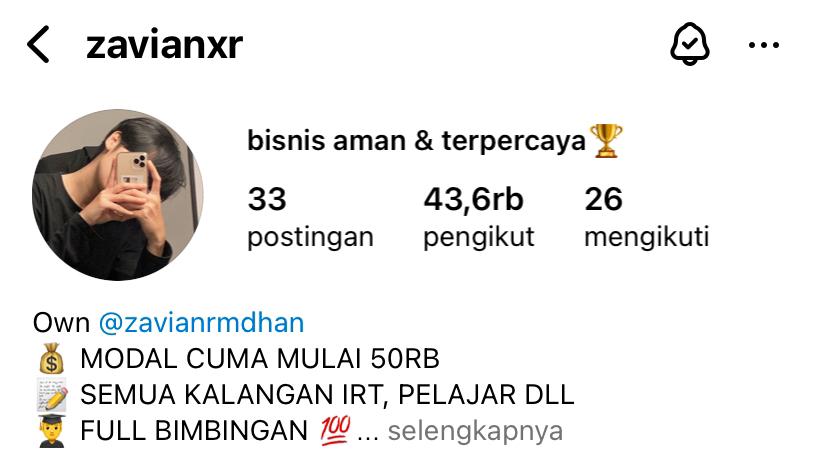 zavianxr
bisnis aman & terpercaya🏆
33
43,6rb
26
postingan
pengikut
mengikuti
Own @zavianrmdhan
💰 MODAL CUMA MULAI 50RB
📝 SEMUA KALANGAN IRT, PELAJAR DLL
👨‍🎓 FULL BIMBINGAN 💯 ... selengkapnya